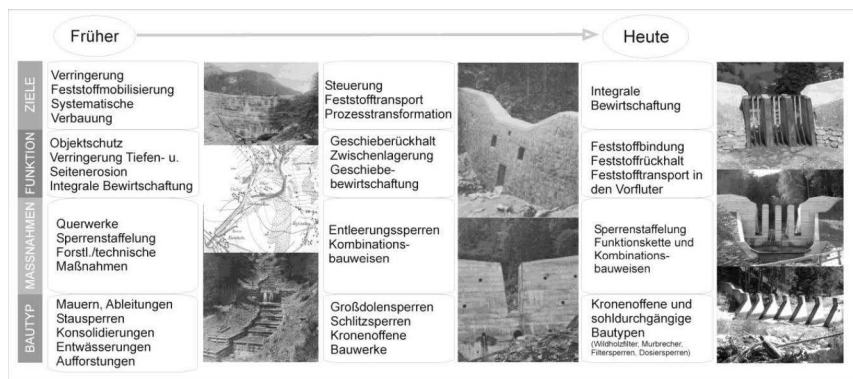 Früher
Heute
ZIELE
Verringerung
Feststoffmobilisierung
Systematische
Verbauung
Steuerung
Feststofftransport
Prozesstransformation
Integrale
Bewirtschaftung
FUNKTION
Objektschutz
Verringerung Tiefen- u.
Seitenerosion
Integrale Bewirtschaftung
Geschieberückhalt
Zwischenlagerung
Geschiebe-
bewirtschaftung
Feststoffbindung
Feststoffrückhalt
Feststofftransport in
den Vorfluter
MASSNAHMEN
Querwerke
Sperrenstaffelung
Forstl./technische
Maßnahmen
Entleerungssperren
Kombinations-
bauweisen
Sperrenstaffelung
Funktionskette und
Kombinations-
bauweisen
BAUTYP
Mauern, Ableitungen
Stausperren
Konsolidierungen
Entwässerungen
Aufforstungen
Großdolensperren
Schlitzsperren
Kronenoffene
Bauwerke
Kronenoffene und
sohldurchgängige
Bautypen
(Wildholzfilter, Murbrecher,
Filtersperren, Dosiersperren)